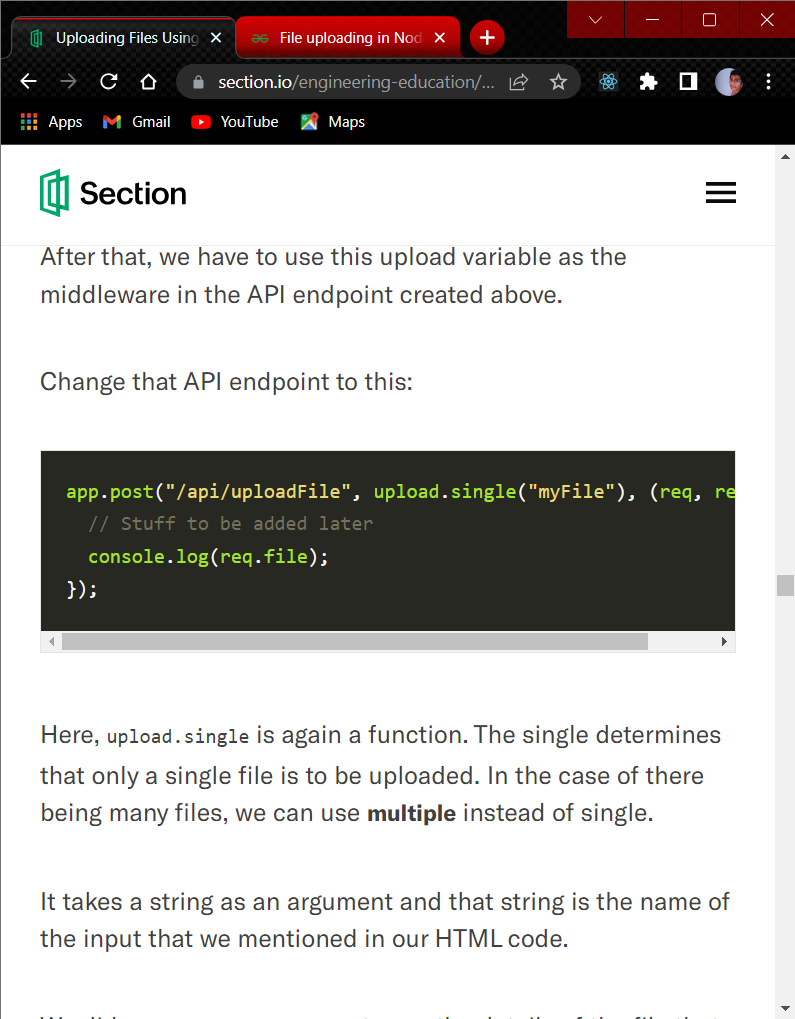 Uploading Files Using
File uploading in Nod
section.io/engineering-education/...
Apps
Gmail
YouTube
Maps
Section
After that, we have to use this upload variable as the
middleware in the API endpoint created above.
Change that API endpoint to this:
app.post("/api/uploadFile", upload.single("myFile"), (req, re
// Stuff to be added later
console.log(req.file);
});
Here, upload.single is again a function. The single determines
that only a single file is to be uploaded. In the case of there
being many files, we can use multiple instead of single.
It takes a string as an argument and that string is the name of
the input that we mentioned in our HTML code.